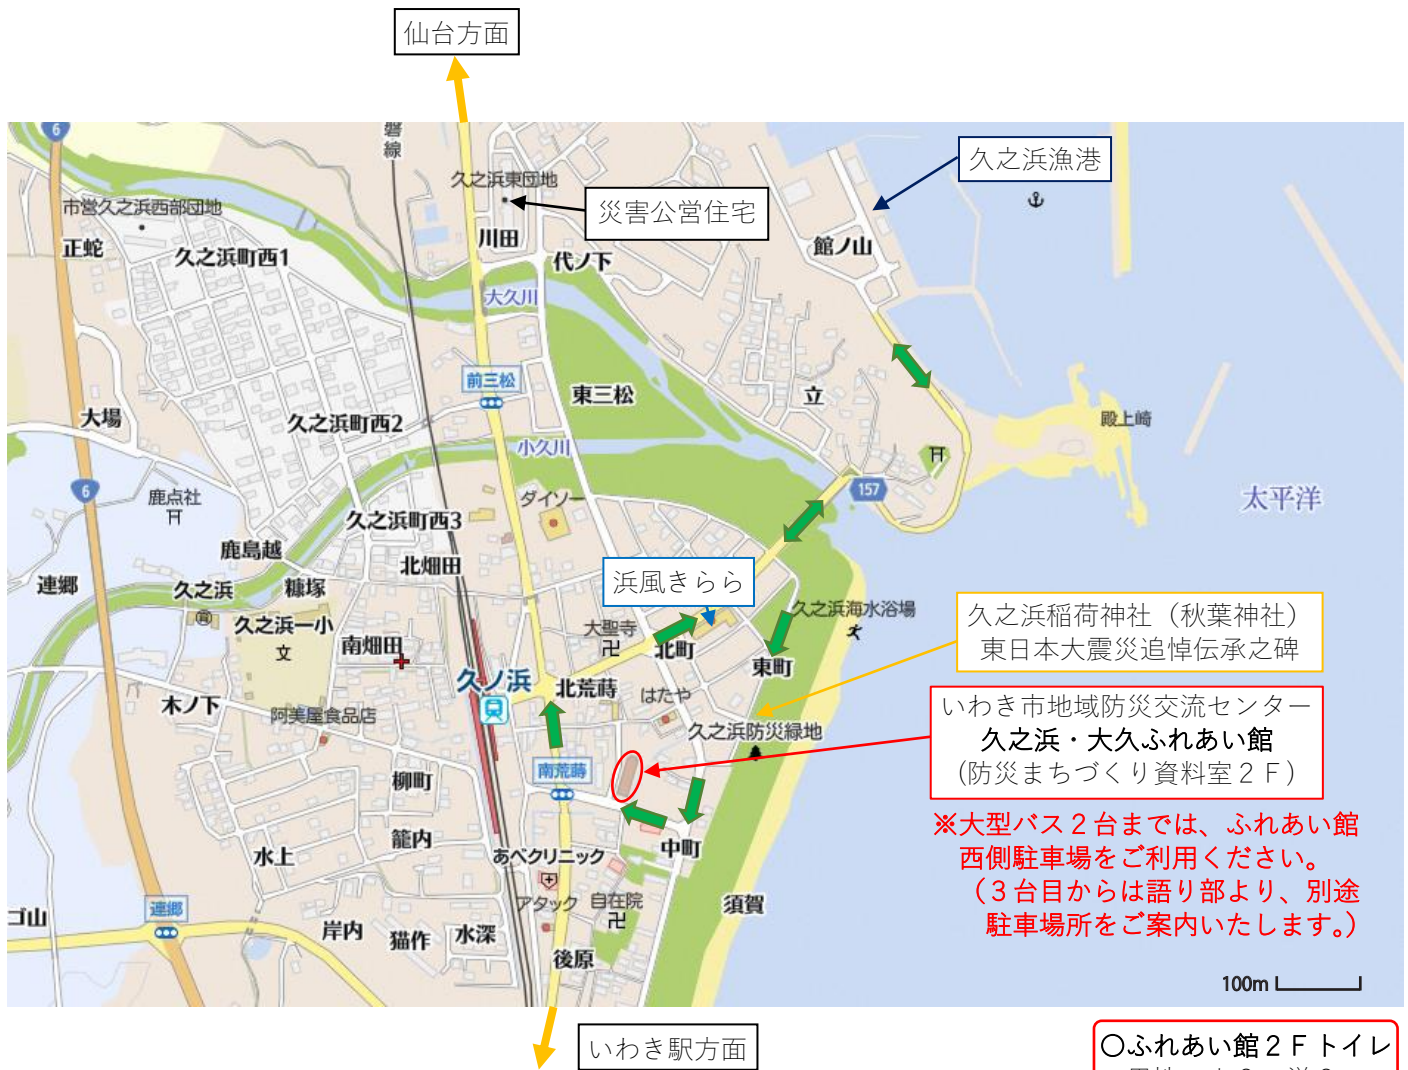 仙台方面
6
磐
線
久之浜漁港
久之浜東団地
災害公営住宅
市営久之浜西部団地
正蛇
久之浜町西1
川田
代ノ下
館ノ山
大久川
前三松
東三松
立
大場
久之浜町西2
殿上崎
小久川
6
157
太平洋
鹿点社
ダイソー
久之浜町西3
鹿島越
北畑田
浜風きらら
連郷
久之浜
糠塚
久之浜海水浴場
久之浜一小
文
大聖寺
南畑田
北町
東町
久之浜稲荷神社（秋葉神社）
東日本大震災追悼伝承之碑
久ノ浜
北荒蒔
はたや
木ノ下
阿美屋食品店
久之浜防災緑地
いわき市地域防災交流センター
久之浜・大久ふれあい館
（防災まちづくり資料室２Ｆ）
南荒蒔
柳町
※大型バス２台までは、ふれあい館
西側駐車場をご利用ください。
（３台目からは語り部より、別途
駐車場所をご案内いたします。）
籠内
水上
あべクリニック
中町
アタック
自在院
須賀
ゴ山
連郷
岸内
猫作
水深
後原
100m
いわき駅方面
〇ふれあい館２Ｆトイレ